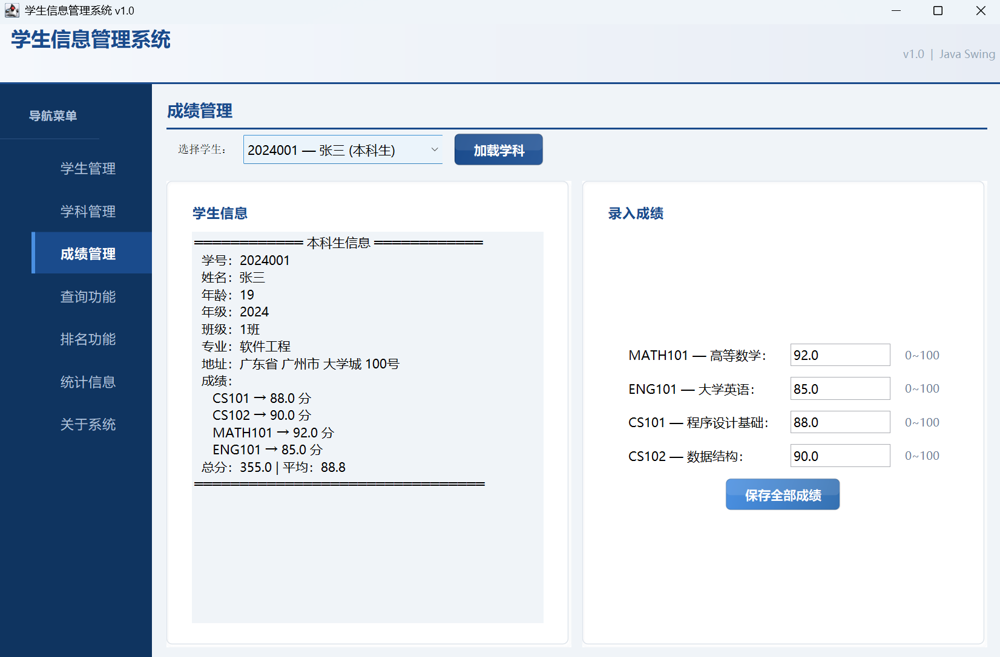 学生信息管理系统 v1.0
学生信息管理系统
v1.0 | Java Swing
导航菜单
学生管理
学科管理
成绩管理
查询功能
排名功能
统计信息
关于系统
成绩管理
选择学生：
2024001 — 张三 (本科生)
加载学科
学生信息
════════════ 本科生信息 ════════════
学号：2024001
姓名：张三
年龄：19
年级：2024
班级：1班
专业：软件工程
地址：广东省 广州市 大学城 100号
成绩：
CS101 → 88.0 分
CS102 → 90.0 分
MATH101 → 92.0 分
ENG101 → 85.0 分
总分：355.0 | 平均：88.8
════════════════════════════════
录入成绩
MATH101 — 高等数学： 92.0 0~100
ENG101 — 大学英语： 85.0 0~100
CS101 — 程序设计基础： 88.0 0~100
CS102 — 数据结构： 90.0 0~100
保存全部成绩